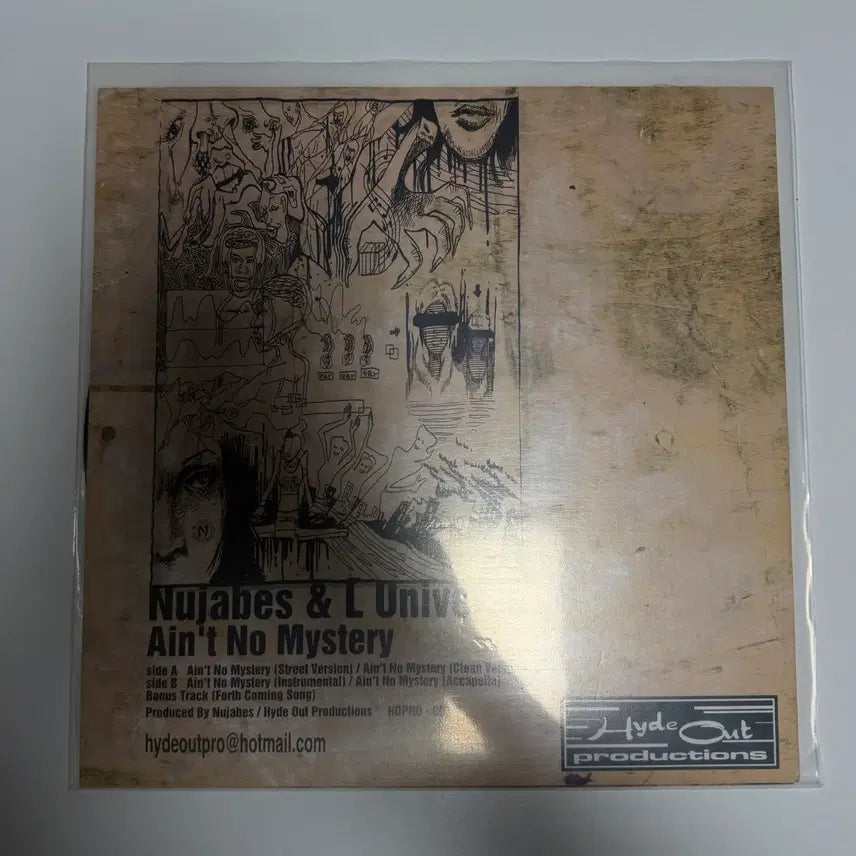 Nujabes & L
Ain't No Mystery
side A Ain't No Mystery (Street Version) / Ain't No Mystery (Clean
side B Ain't No Mystery (Instrumental) / Ain't No Mystery (Accapella)
Bonus Track (Forth Coming Song)
Produced By Nujabes / Hyde Out Productions HOPRO -
hydeoutpro@hotmail.com
Hyde Out
productions